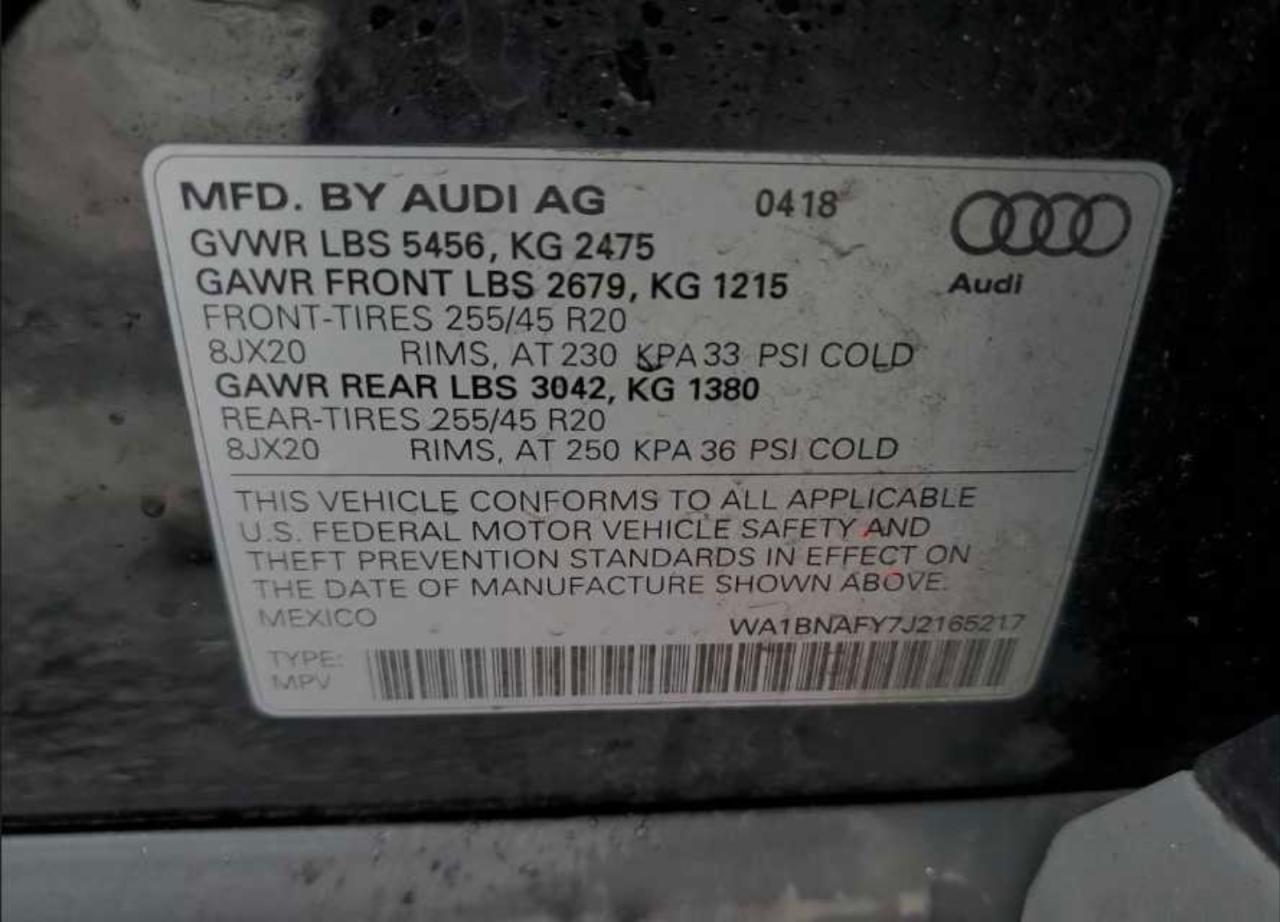 MFD. BY AUDI AG 0418
GVWR LBS 5456, KG 2475
GAWR FRONT LBS 2679, KG 1215
Audi
FRONT-TIRES 255/45 R20
8JX20 RIMS, AT 230 KPA 33 PSI COLD
GAWR REAR LBS 3042, KG 1380
REAR-TIRES 255/45 R20
8JX20 RIMS, AT 250 KPA 36 PSI COLD
THIS VEHICLE CONFORMS TO ALL APPLICABLE
U.S. FEDERAL MOTOR VEHICLE SAFETY AND
THEFT PREVENTION STANDARDS IN EFFECT ON
THE DATE OF MANUFACTURE SHOWN ABOVE.
MEXICO WA1BNAFY7J2165217
TYPE:
MPV